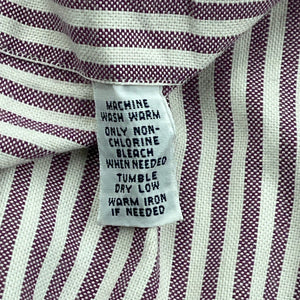 MACHINE
WASH WARM
ONLY NON-
CHLORINE
BLEACH
WHEN NEEDED
TUMBLE
DRY LOW
WARM IRON
IF NEEDED